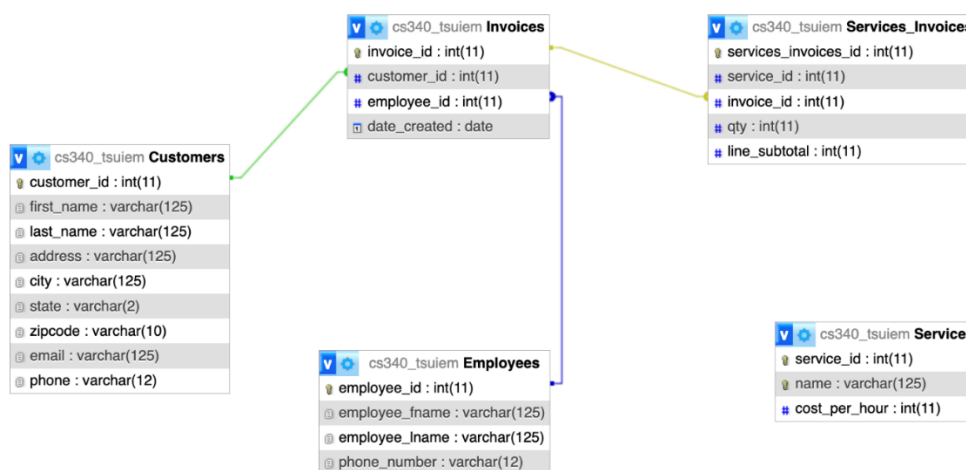 cs340_tsuiem Invoices
invoice_id : int(11)
customer_id : int(11)
employee_id : int(11)
date_created : date
cs340_tsuiem Services_Invoices
services_invoices_id : int(11)
service_id : int(11)
invoice_id : int(11)
qty : int(11)
line_subtotal : int(11)
cs340_tsuiem Customers
customer_id : int(11)
first_name : varchar(125)
last_name : varchar(125)
address : varchar(125)
city : varchar(125)
state : varchar(2)
zipcode : varchar(10)
email : varchar(125)
phone : varchar(12)
cs340_tsuiem Employees
employee_id : int(11)
employee_fname : varchar(125)
employee_lname : varchar(125)
phone_number : varchar(12)
cs340_tsuiem Service
service_id : int(11)
name : varchar(125)
cost_per_hour : int(11)